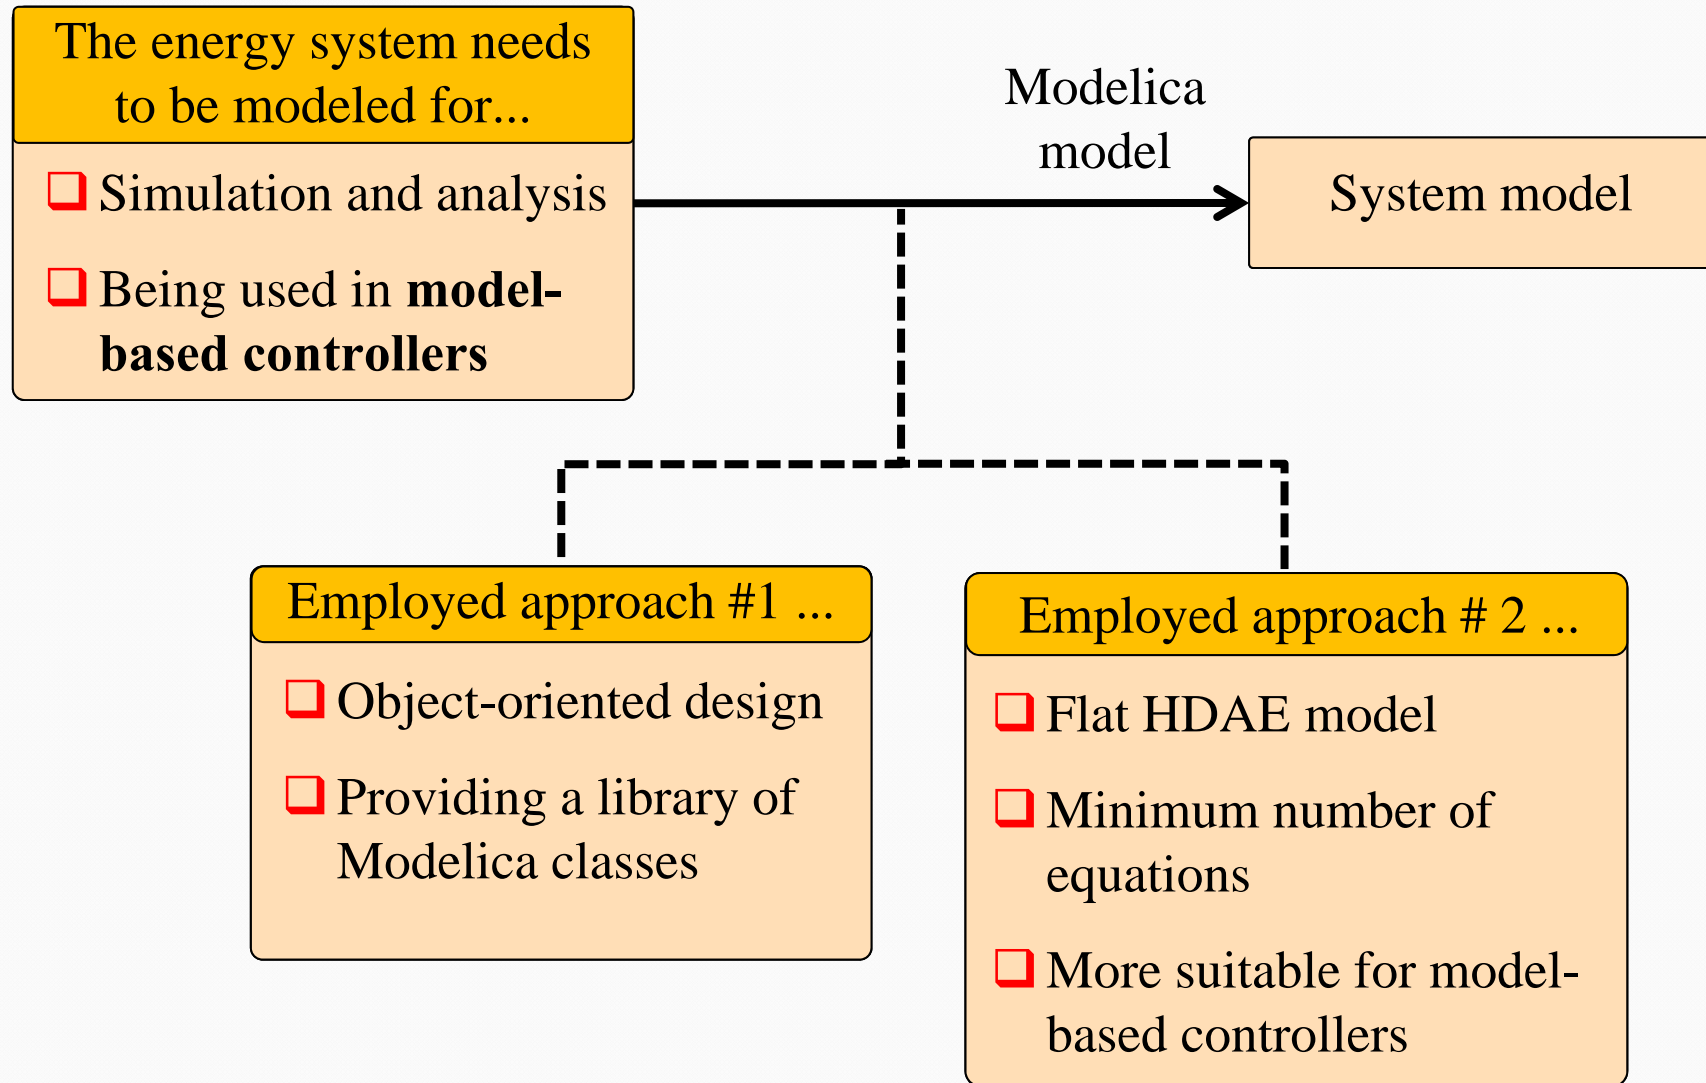 The energy system needs
to be modeled for...
Simulation and analysis
Being used in model-
based controllers
Modelica
model
System model
Employed approach #1 ...
Object-oriented design
Providing a library of
Modelica classes
Employed approach # 2 ...
Flat HDAE model
Minimum number of
equations
More suitable for model-
based controllers